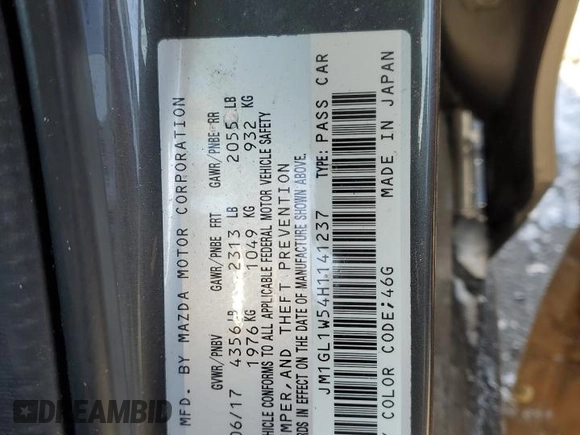 MFD. BY MAZDA MOTOR CORPORATION
GVWR/PNBV GAWR/PNBE FRT GAWR/PNBE RR
06/17 4356 LB 2313 LB 2055 LB
1976 KG 1049 KG 932 KG
VEHICLE CONFORMS TO ALL APPLICABLE FEDERAL MOTOR VEHICLE SAFETY
MPER, AND THEFT PREVENTION
RDS IN EFFECT ON THE DATE OF MANUFACTURE SHOWN ABOVE.
JM1GL1W54H1141237 TYPE: PASS CAR
Y COLOR CODE;46G MADE IN JAPAN
DREAMBID